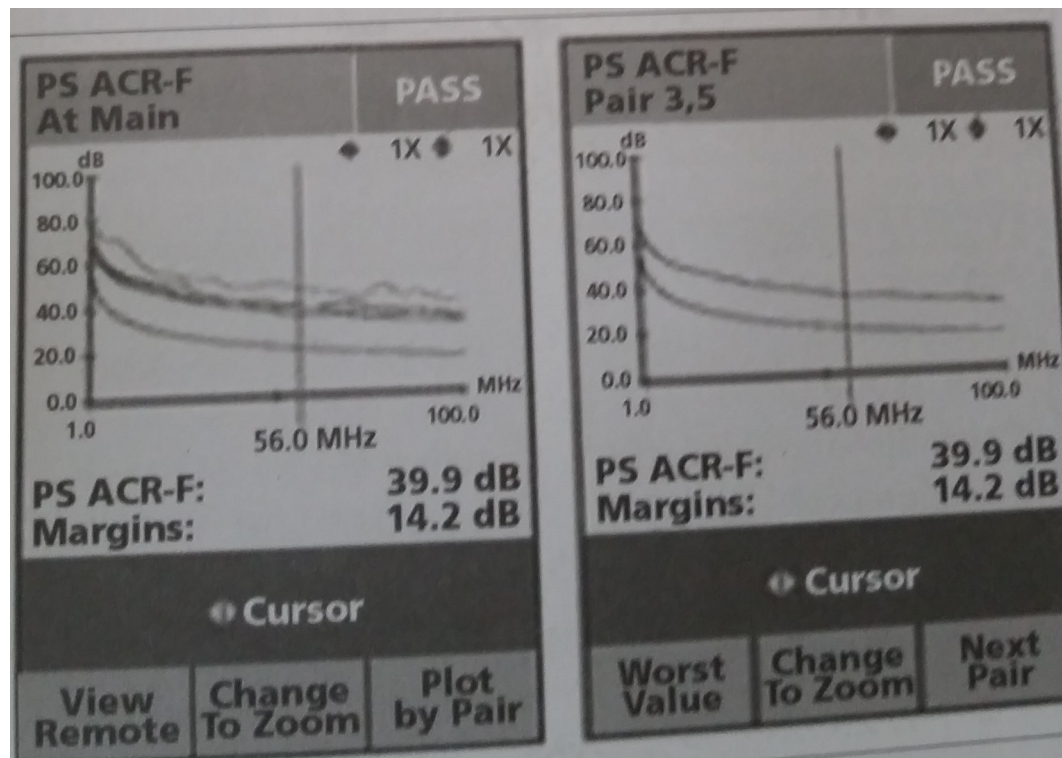 PS ACR-F
At Main
PASS
1X 1X
dB
100.0
80.0
60.0
40.0
20.0
0.0
MHz
1.0
100.0
56.0 MHz
PS ACR-F: 39.9 dB
Margins: 14.2 dB
Cursor
View Remote
Change To Zoom
Plot by Pair
PS ACR-F
Pair 3,5
PASS
1X 1X
dB
100.0
80.0
60.0
40.0
20.0
0.0
MHz
1.0
100.0
56.0 MHz
PS ACR-F: 39.9 dB
Margins: 14.2 dB
Cursor
Worst Value
Change To Zoom
Next Pair